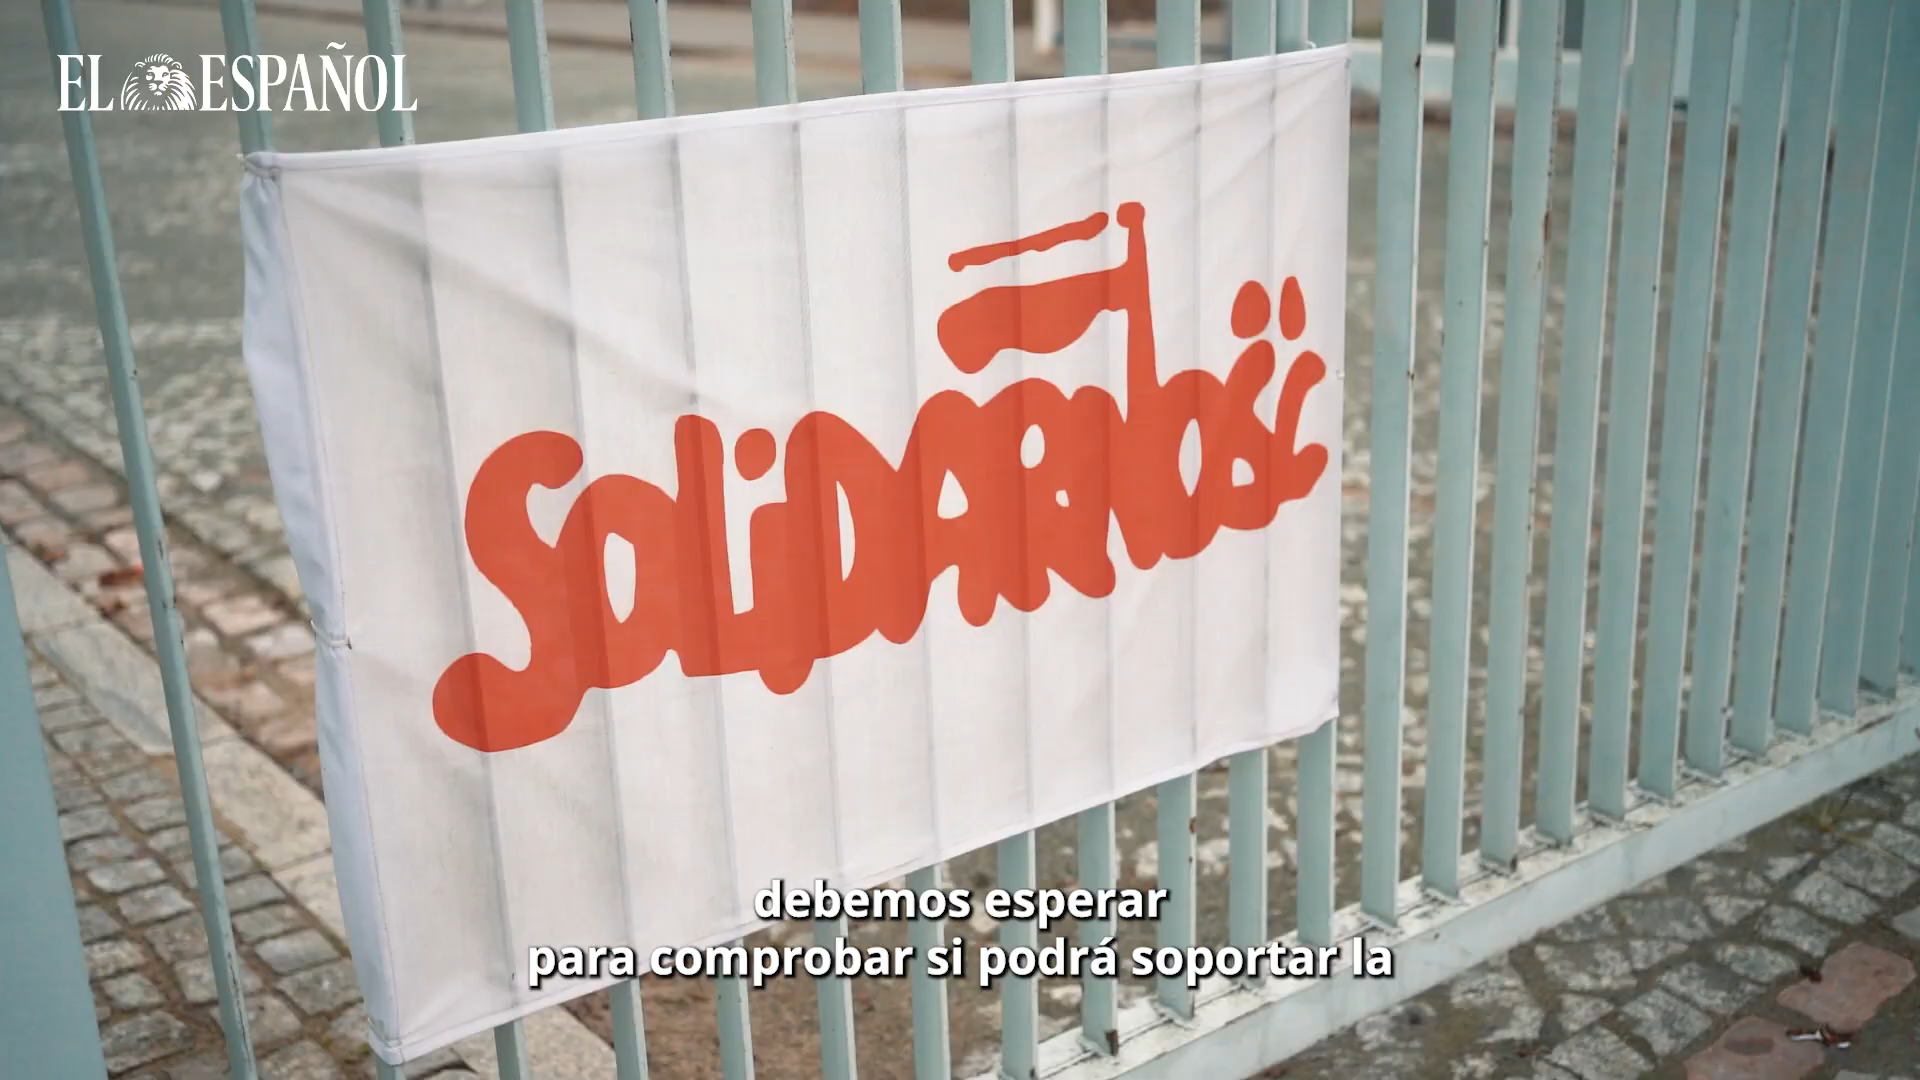 EL ESPAÑOL
SOLIDARNOŚĆ
debemos esperar
para comprobar si podrá soportar la